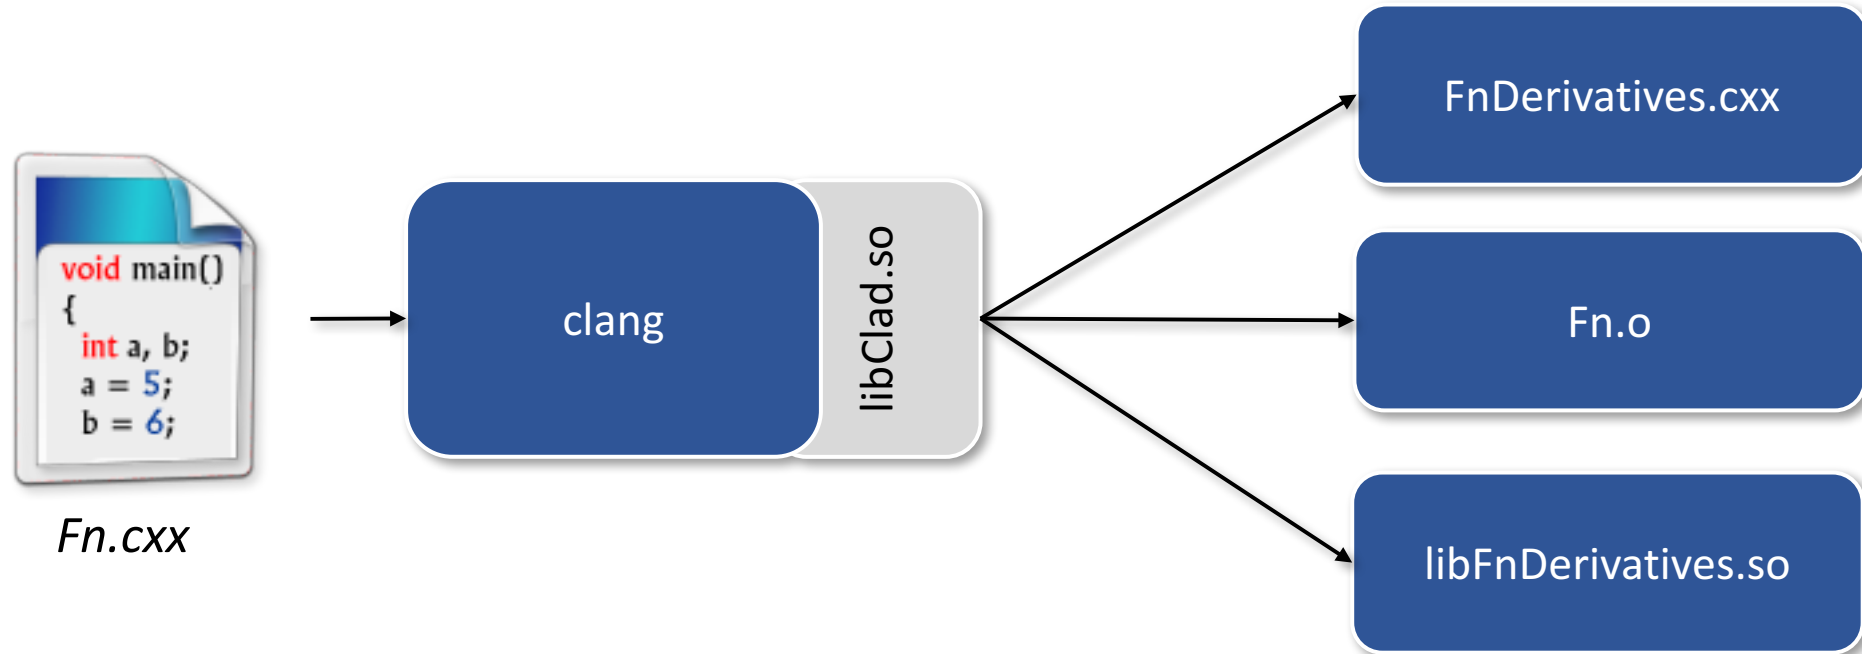 void main()
{
int a, b;
a = 5;
b = 6;
Fn.cxx
clang
libClad.so
FnDerivatives.cxx
Fn.o
libFnDerivatives.so